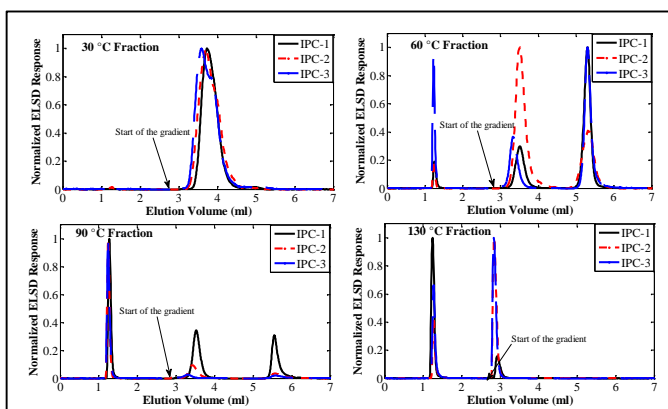 30 °C Fraction
IPC-1
IPC-2
IPC-3
Start of the gradient
Normalized ELSD Response
1
0.8
0.6
0.4
0.2
0
0 1 2 3 4 5 6 7
Elution Volume (ml)
60 °C Fraction
IPC-1
IPC-2
IPC-3
Start of the gradient
Normalized ELSD Response
1
0.8
0.6
0.4
0.2
0
0 1 2 3 4 5 6 7
Elution Volume (ml)
90 °C Fraction
IPC-1
IPC-2
IPC-3
Start of the gradient
Normalized ELSD Response
1
0.8
0.6
0.4
0.2
0
0 1 2 3 4 5 6 7
Elution Volume (ml)
130 °C Fraction
IPC-1
IPC-2
IPC-3
Start of the gradient
Normalized ELSD Response
1
0.8
0.6
0.4
0.2
0
0 1 2 3 4 5 6 7
Elution Volume (ml)